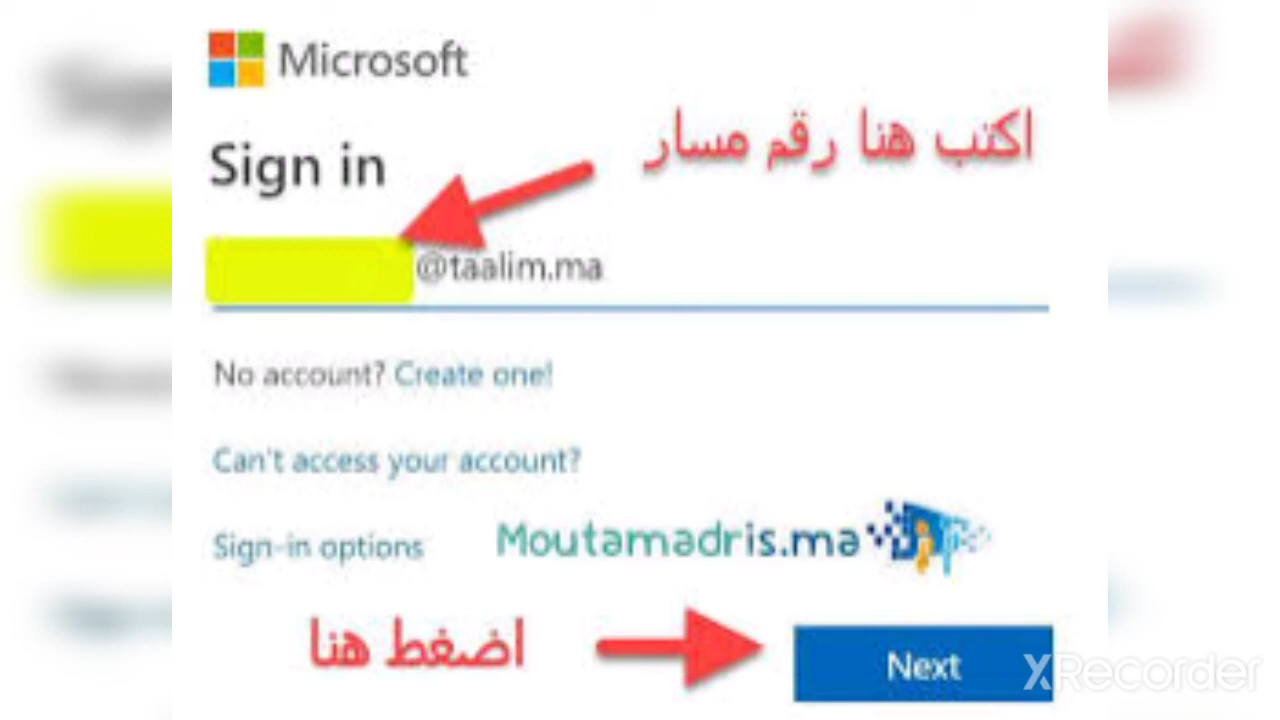 Microsoft
اكتب هنا رقم مسار
Sign in
@taalim.ma
No account? Create one!
Can't access your account?
Sign-in options
Moutamadris.ma
اضغط هنا
Next
XRecorder